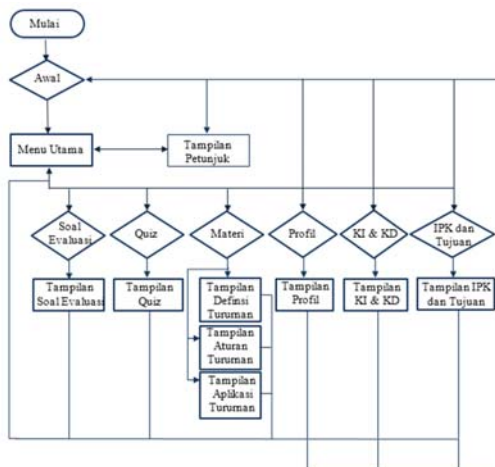 Mulai
Awal
Menu Utama
Tampilan
Petunjuk
Soal
Evaluasi
Quiz
Materi
Profil
KI & KD
IPK dan
Tujuan
Tampilan
Soal Evaluasi
Tampilan
Quiz
Tampilan
Definsi
Turunan
Tampilan
Aturan
Turunan
Tampilan
Aplikasi
Turunan
Tampilan
Profil
Tampilan
KI & KD
Tampilan IPK
dan Tujuan